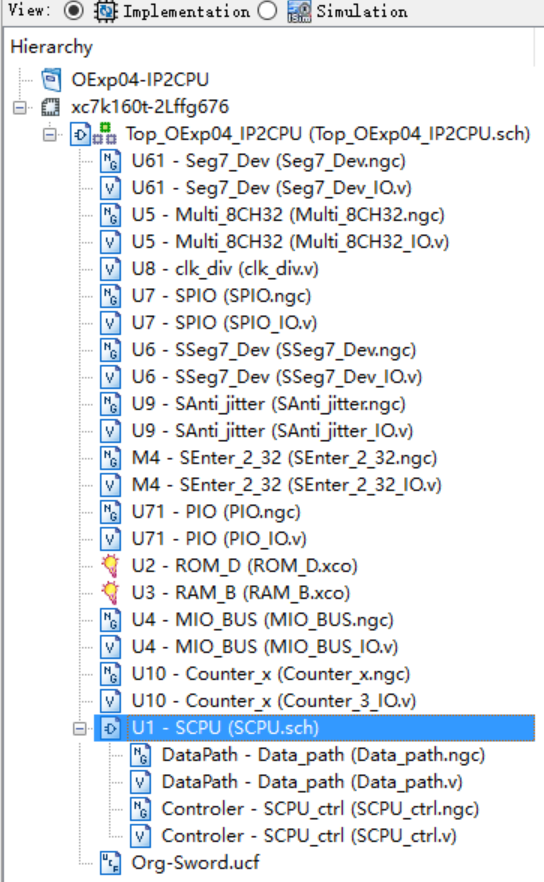 View: Implementation Simulation
Hierarchy
OExp04-IP2CPU
xc7k160t-2Lffg676
Top_OExp04_IP2CPU (Top_OExp04_IP2CPU.sch)
U61 - Seg7_Dev (Seg7_Dev.ngc)
U61 - Seg7_Dev (Seg7_Dev_IO.v)
U5 - Multi_8CH32 (Multi_8CH32.ngc)
U5 - Multi_8CH32 (Multi_8CH32_IO.v)
U8 - clk_div (clk_div.v)
U7 - SPIO (SPIO.ngc)
U7 - SPIO (SPIO_IO.v)
U6 - SSeg7_Dev (SSeg7_Dev.ngc)
U6 - SSeg7_Dev (SSeg7_Dev_IO.v)
U9 - SAnti_jitter (SAnti_jitter.ngc)
U9 - SAnti_jitter (SAnti_jitter_IO.v)
M4 - SEnter_2_32 (SEnter_2_32.ngc)
M4 - SEnter_2_32 (SEnter_2_32_IO.v)
U71 - PIO (PIO.ngc)
U71 - PIO (PIO_IO.v)
U2 - ROM_D (ROM_D.xco)
U3 - RAM_B (RAM_B.xco)
U4 - MIO_BUS (MIO_BUS.ngc)
U4 - MIO_BUS (MIO_BUS_IO.v)
U10 - Counter_x (Counter_x.ngc)
U10 - Counter_x (Counter_3_IO.v)
U1 - SCPU (SCPU.sch)
DataPath - Data_path (Data_path.ngc)
DataPath - Data_path (Data_path.v)
Controler - SCPU_ctrl (SCPU_ctrl.ngc)
Controler - SCPU_ctrl (SCPU_ctrl.v)
Org-Sword.ucf